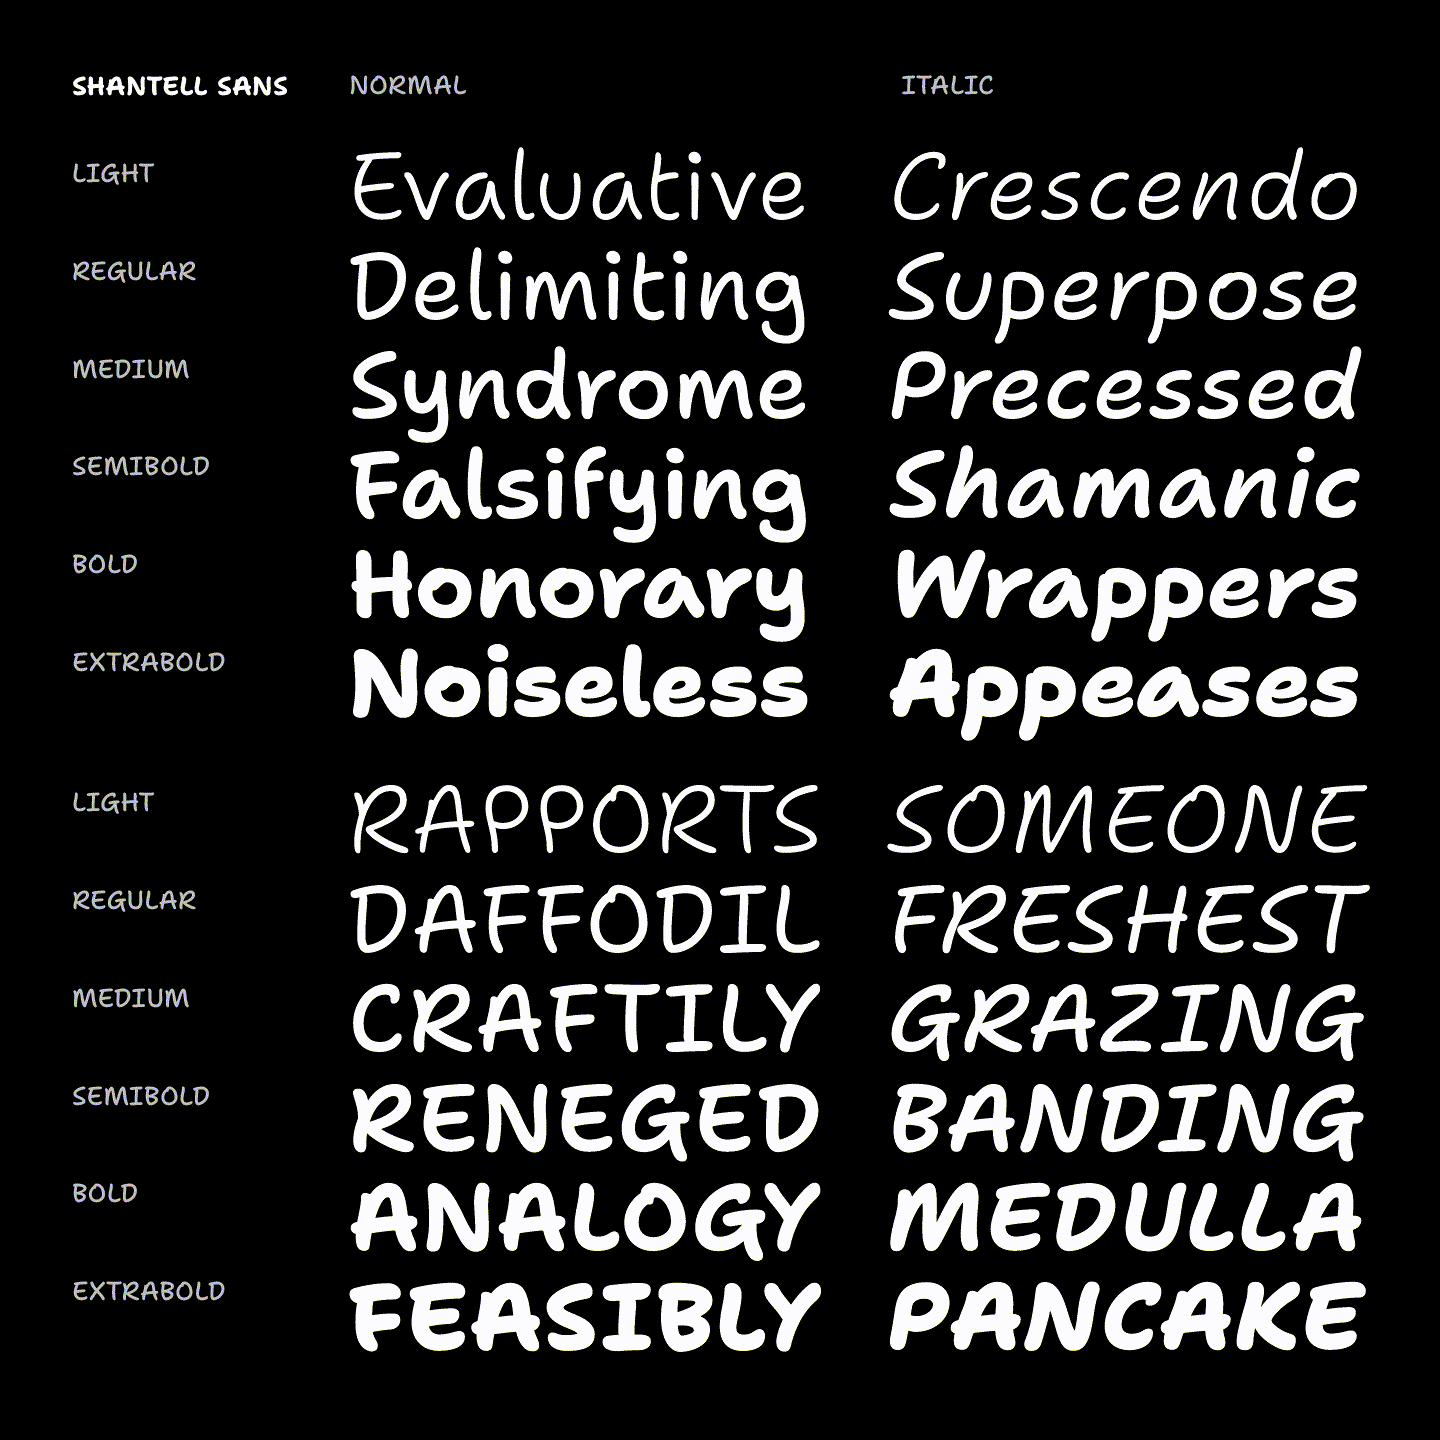 SHANTELL SANS NORMAL ITALIC
LIGHT Evaluative Crescendo
REGULAR Delimiting Superpose
MEDIUM Syndrome Precessed
SEMIBOLD Falsifying Shamanic
BOLD Honorary Wrappers
EXTRABOLD Noiseless Appeases
LIGHT RAPPORTS SOMEONE
REGULAR DAFFODIL FRESHEST
MEDIUM CRAFTILY GRAZING
SEMIBOLD RENEGED BANDING
BOLD ANALOGY MEDULLA
EXTRABOLD FEASIBLY PANCAKE